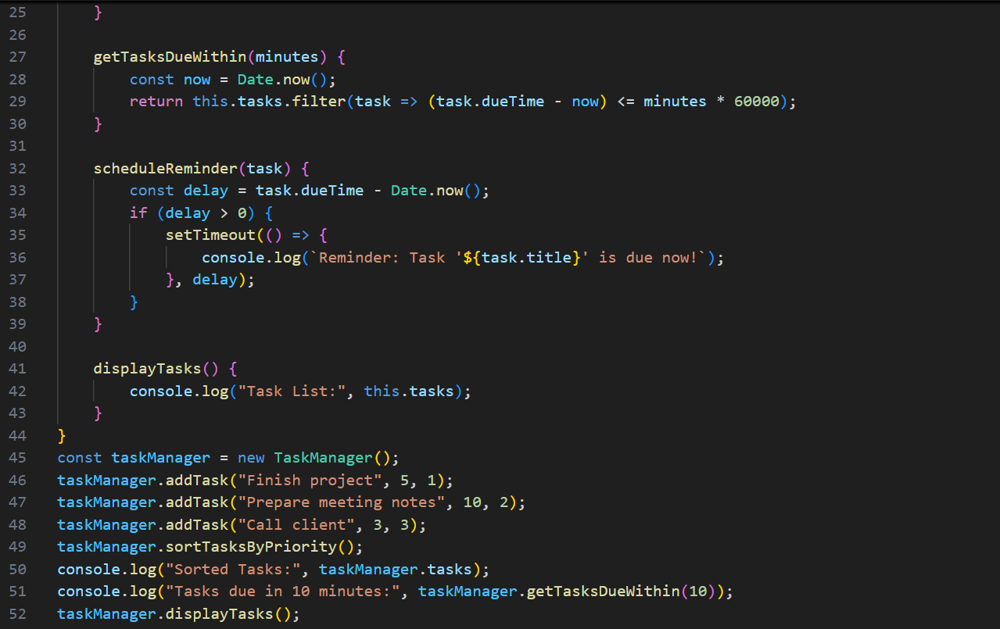 25 }
26
27 getTasksDueWithin(minutes) {
28 const now = Date.now();
29 return this.tasks.filter(task => (task.dueTime - now) <= minutes * 60000);
30 }
31
32 scheduleReminder(task) {
33 const delay = task.dueTime - Date.now();
34 if (delay > 0) {
35 setTimeout(() => {
36 console.log(`Reminder: Task '${task.title}' is due now!`);
37 }, delay);
38 }
39 }
40
41 displayTasks() {
42 console.log("Task List:", this.tasks);
43 }
44 }
45 const taskManager = new TaskManager();
46 taskManager.addTask("Finish project", 5, 1);
47 taskManager.addTask("Prepare meeting notes", 10, 2);
48 taskManager.addTask("Call client", 3, 3);
49 taskManager.sortTasksByPriority();
50 console.log("Sorted Tasks:", taskManager.tasks);
51 console.log("Tasks due in 10 minutes:", taskManager.getTasksDueWithin(10));
52 taskManager.displayTasks();